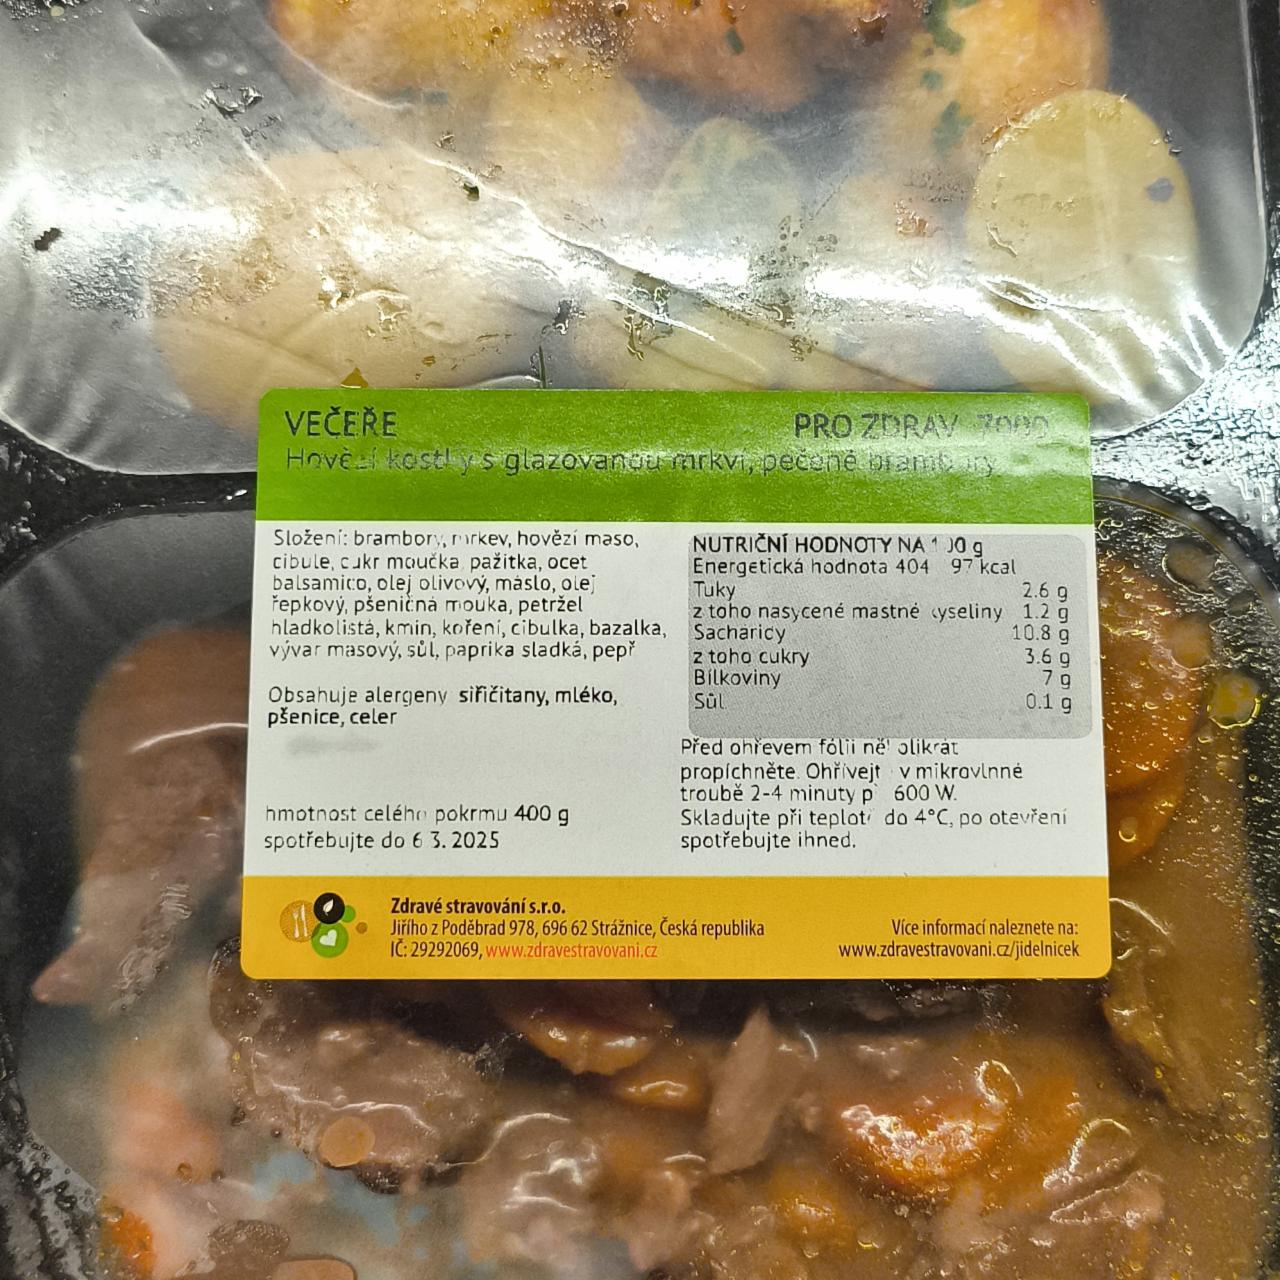 VEČEŘE PRO ZDRAV 7000
Hovězí kostky s glazovanou mrkví, pečené brambory
Složení: brambory, mrkev, hovězí maso,
cibule, cukr moučka, pažitka, ocet
balsamico, olej olivový, máslo, olej
řepkový, pšeničná mouka, petržel
hladkolistá, kmín, koření, cibulka, bazalka,
vývar masový, sůl, paprika sladká, pepř
Obsahuje alergeny siřičitany, mléko,
pšenice, celer
hmotnost celého pokrmu 400 g
spotřebujte do 6 3. 2025
NUTRIČNÍ HODNOTY NA 100 g
Energetická hodnota 404 97 kcal
Tuky 2.6 g
z toho nasycené mastné kyseliny 1.2 g
Sacharidy 10.8 g
z toho cukry 3.6 g
Bílkoviny 7 g
Sůl 0.1 g
Před ohřevem fólii několikrát
propíchněte. Ohřívejte v mikrovlnné
troubě 2-4 minuty při 600 W.
Skladujte při teplotě do 4°C, po otevření
spotřebujte ihned.
Zdravé stravování s.r.o.
Jiřího z Poděbrad 978, 696 62 Strážnice, Česká republika
IČ: 29292069, www.zdravestravovani.cz
Více informací naleznete na:
www.zdravestravovani.cz/jidelnicek